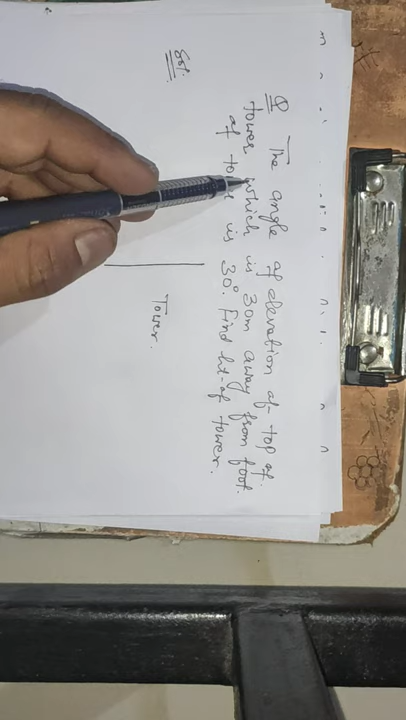 Q The angle of elevation of top of
tower which is 30m away from foot
of tower is 30°. Find ht. of tower.
Sol:
Tower.